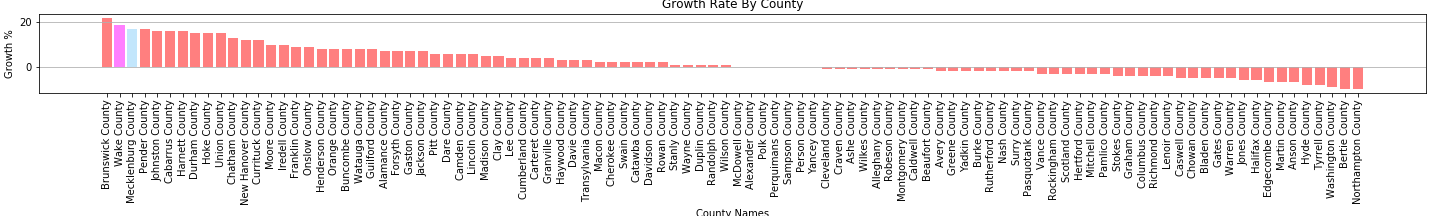 Growth Rate By County
Growth %
20
0
Brunswick County
Wake County
Mecklenburg County
Pender County
Johnston County
Cabarrus County
Harnett County
Durham County
Hoke County
Union County
Chatham County
New Hanover County
Currituck County
Moore County
Iredell County
Franklin County
Onslow County
Henderson County
Orange County
Buncombe County
Watauga County
Guilford County
Alamance County
Forsyth County
Gaston County
Jackson County
Pitt County
Dare County
Camden County
Lincoln County
Madison County
Clay County
Lee County
Cumberland County
Carteret County
Granville County
Haywood County
Davie County
Transylvania County
Macon County
Cherokee County
Swain County
Catawba County
Davidson County
Rowan County
Stanly County
Wayne County
Duplin County
Randolph County
Wilson County
McDowell County
Alexander County
Polk County
Perquimans County
Sampson County
Person County
Yancey County
Cleveland County
Craven County
Ashe County
Wilkes County
Alleghany County
Robeson County
Montgomery County
Caldwell County
Beaufort County
Avery County
Greene County
Yadkin County
Burke County
Rutherford County
Nash County
Surry County
Pasquotank County
Vance County
Rockingham County
Scotland County
Hertford County
Mitchell County
Pamlico County
Stokes County
Graham County
Columbus County
Richmond County
Lenoir County
Caswell County
Chowan County
Bladen County
Gates County
Warren County
Jones County
Halifax County
Edgecombe County
Martin County
Anson County
Hyde County
Tyrrell County
Washington County
Bertie County
Northampton County
County Names